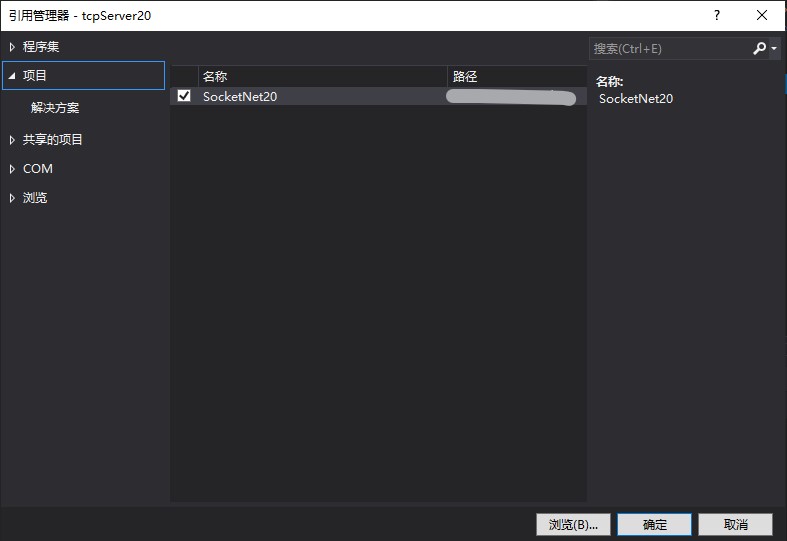 引用管理器 - tcpServer20
程序集
项目
解决方案
共享的项目
COM
浏览
名称 路径
SocketNet20
搜索(Ctrl+E)
名称:
SocketNet20
浏览(B)... 确定 取消